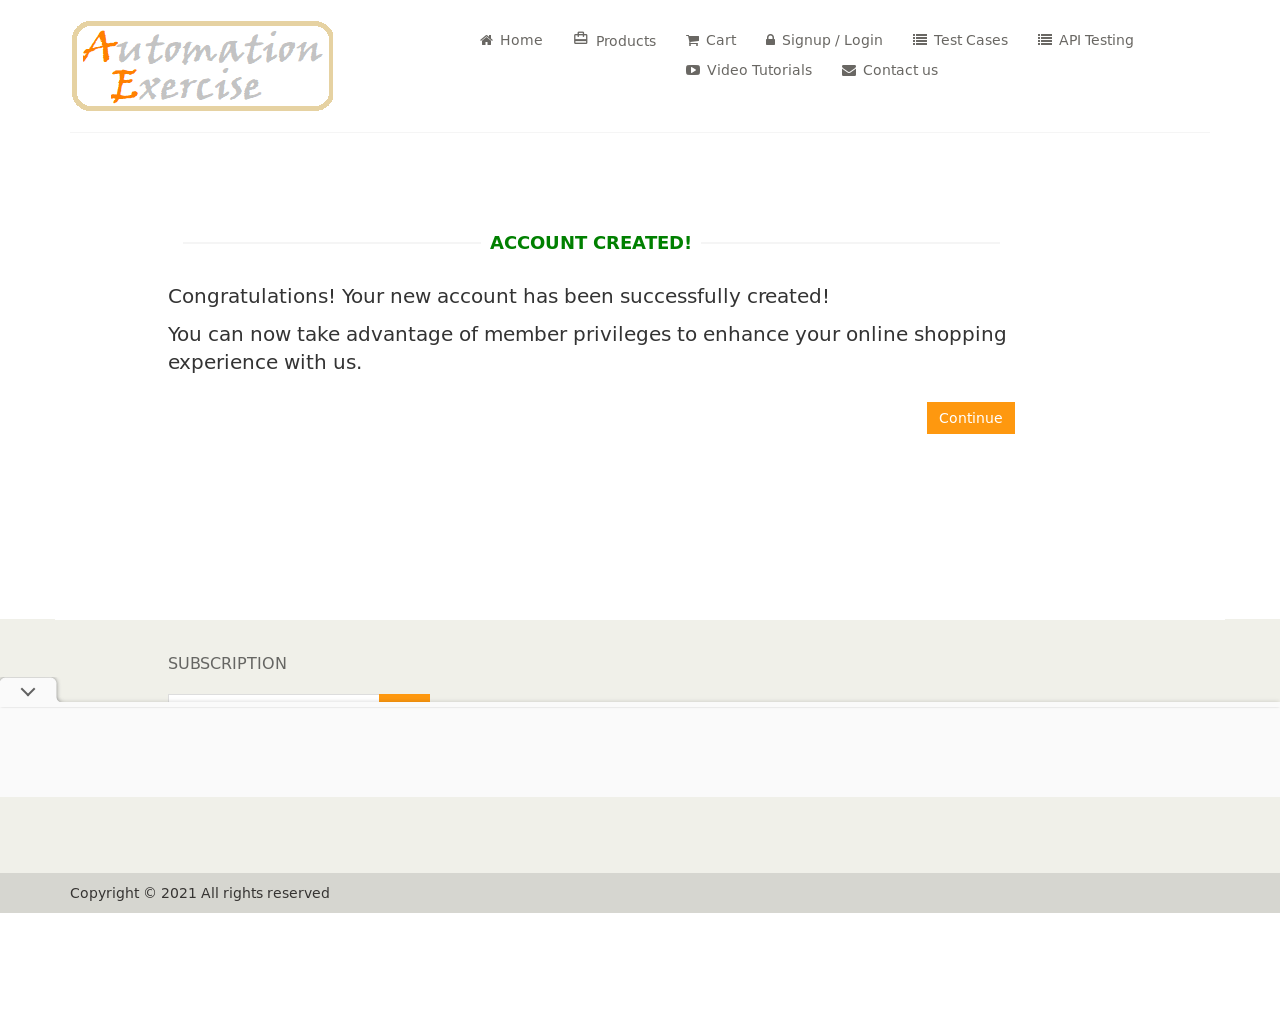 Automation
Exercise
Home
Products
Cart
Signup / Login
Test Cases
API Testing
Video Tutorials
Contact us
ACCOUNT CREATED!
Congratulations! Your new account has been successfully created!
You can now take advantage of member privileges to enhance your online shopping
experience with us.
Continue
SUBSCRIPTION
Copyright © 2021 All rights reserved